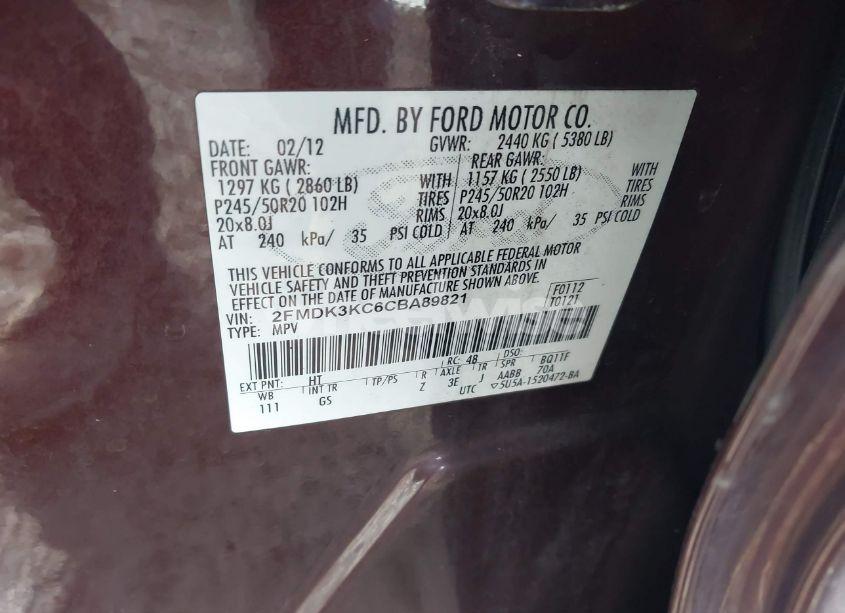 MFD. BY FORD MOTOR CO.
DATE: 02/12 GVWR: 2440 KG ( 5380 LB)
FRONT GAWR: REAR GAWR:
1297 KG ( 2860 LB) WITH 1157 KG ( 2550 LB) WITH
P245/50R20 102H TIRES P245/50R20 102H TIRES
20x8.0J RIMS 20x8.0J RIMS
AT 240 kPa/ 35 PSI COLD AT 240 kPa/ 35 PSI COLD
THIS VEHICLE CONFORMS TO ALL APPLICABLE FEDERAL MOTOR
VEHICLE SAFETY AND THEFT PREVENTION STANDARDS IN
EFFECT ON THE DATE OF MANUFACTURE SHOWN ABOVE.
VIN: 2FMDK3KC6CBA89821 F0112
TYPE: MPV T0121
EXT PNT: HT RC: 48 DSO:
WB INT TR TP/PS R AXLE TR SPR BQ11F
111 GS Z 3E J AABB 70A
UTC ▽5U5A-1520472-BA